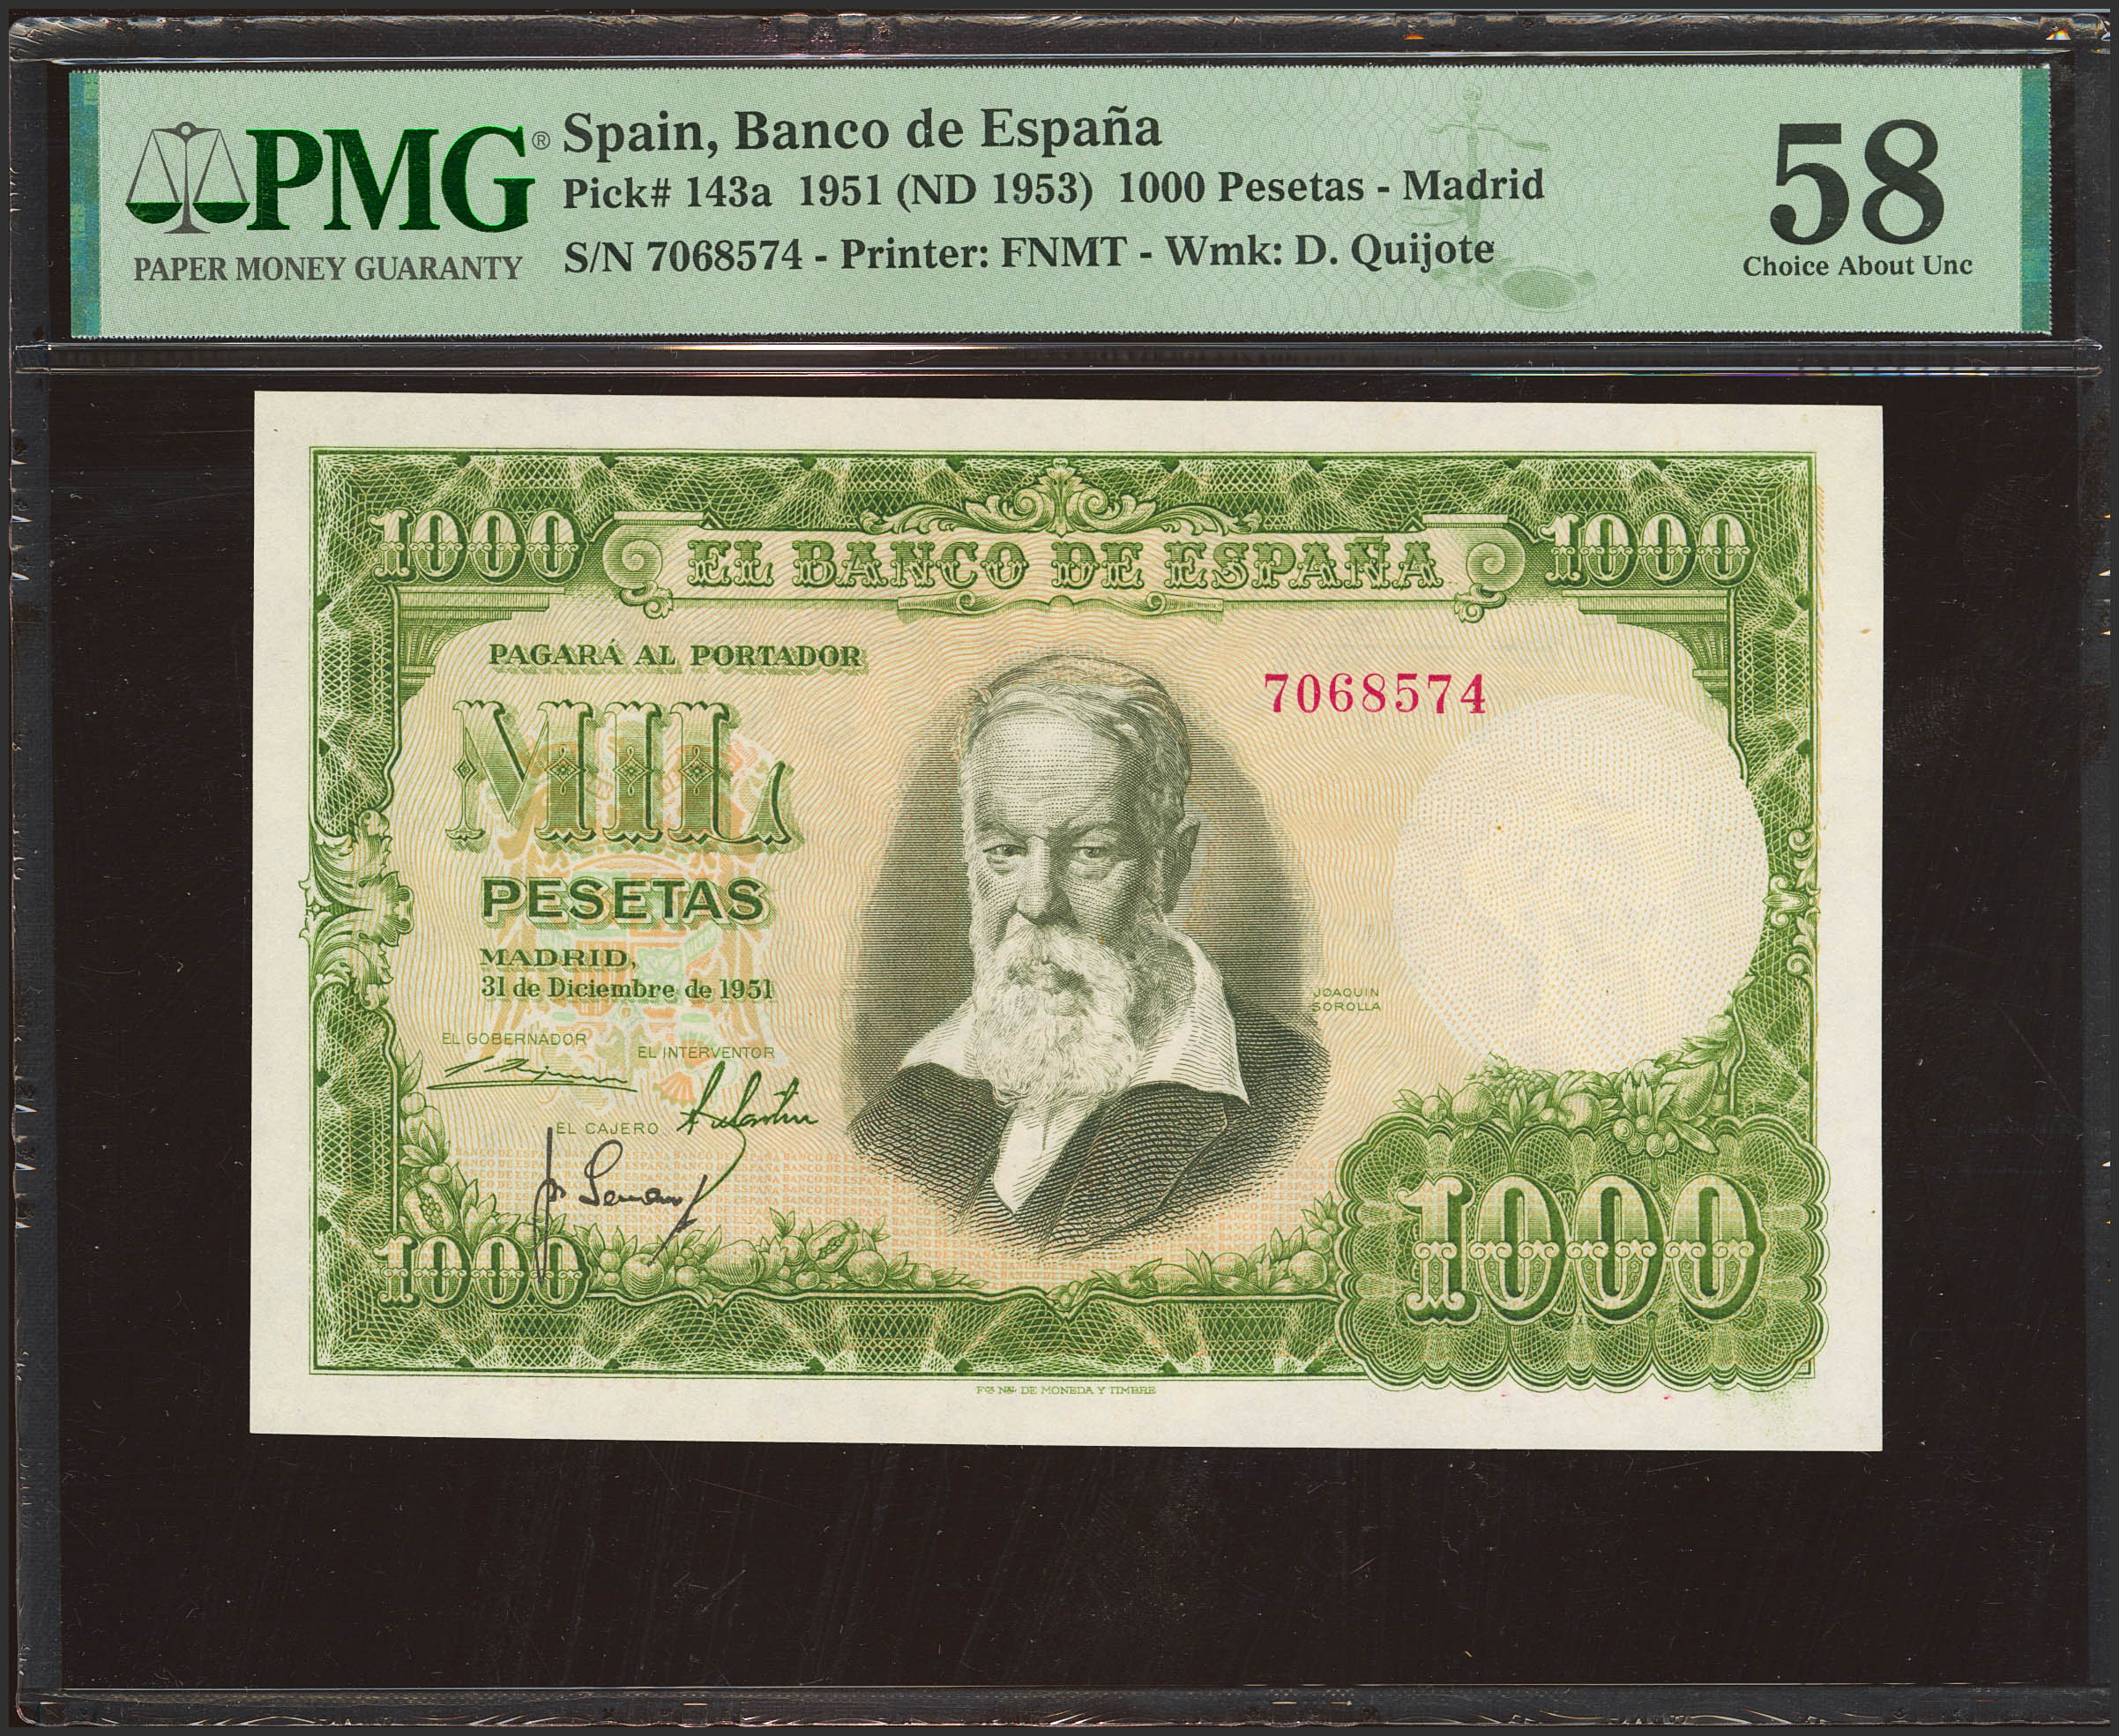 PMG®
PAPER MONEY GUARANTY
Spain, Banco de España
Pick# 143a 1951 (ND 1953) 1000 Pesetas - Madrid
S/N 7068574 - Printer: FNMT - Wmk: D. Quijote
58
Choice About Unc
1000
EL BANCO DE ESPAÑA
1000
PAGARÁ AL PORTADOR
7068574
MIL
PESETAS
MADRID,
31 de Diciembre de 1951
JOAQUIN
SOROLLA
EL GOBERNADOR
EL INTERVENTOR
EL CAJERO
1000
1000
Fca Nal DE MONEDA Y TIMBRE